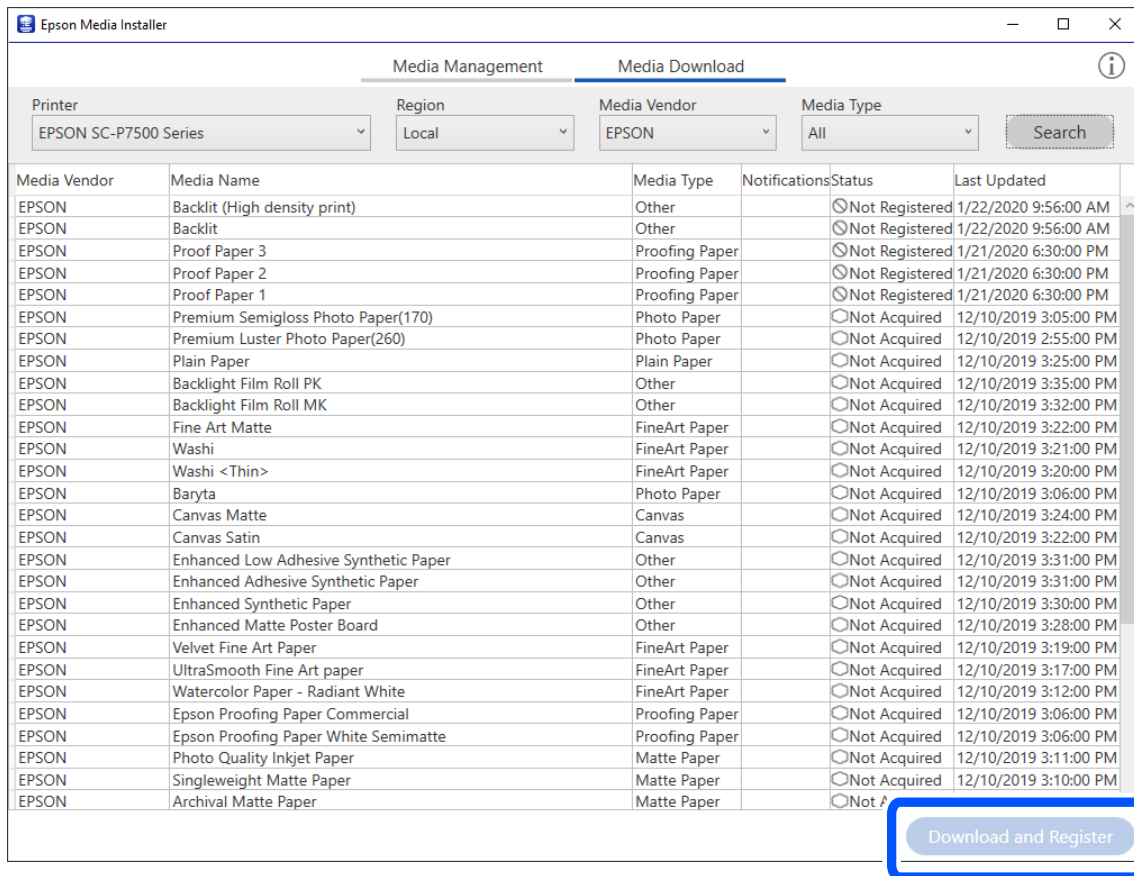 Epson Media Installer
Media Management Media Download
Printer Region Media Vendor Media Type
EPSON SC-P7500 Series Local EPSON All Search
Media Vendor Media Name Media Type Notifications Status Last Updated
EPSON Backlit (High density print) Other Not Registered 1/22/2020 9:56:00 AM
EPSON Backlit Other Not Registered 1/22/2020 9:56:00 AM
EPSON Proof Paper 3 Proofing Paper Not Registered 1/21/2020 6:30:00 PM
EPSON Proof Paper 2 Proofing Paper Not Registered 1/21/2020 6:30:00 PM
EPSON Proof Paper 1 Proofing Paper Not Registered 1/21/2020 6:30:00 PM
EPSON Premium Semigloss Photo Paper(170) Photo Paper Not Acquired 12/10/2019 3:05:00 PM
EPSON Premium Luster Photo Paper(260) Photo Paper Not Acquired 12/10/2019 2:55:00 PM
EPSON Plain Paper Plain Paper Not Acquired 12/10/2019 3:25:00 PM
EPSON Backlight Film Roll PK Other Not Acquired 12/10/2019 3:35:00 PM
EPSON Backlight Film Roll MK Other Not Acquired 12/10/2019 3:32:00 PM
EPSON Fine Art Matte FineArt Paper Not Acquired 12/10/2019 3:22:00 PM
EPSON Washi FineArt Paper Not Acquired 12/10/2019 3:21:00 PM
EPSON Washi <Thin> FineArt Paper Not Acquired 12/10/2019 3:20:00 PM
EPSON Baryta Photo Paper Not Acquired 12/10/2019 3:06:00 PM
EPSON Canvas Matte Canvas Not Acquired 12/10/2019 3:24:00 PM
EPSON Canvas Satin Canvas Not Acquired 12/10/2019 3:22:00 PM
EPSON Enhanced Low Adhesive Synthetic Paper Other Not Acquired 12/10/2019 3:31:00 PM
EPSON Enhanced Adhesive Synthetic Paper Other Not Acquired 12/10/2019 3:31:00 PM
EPSON Enhanced Synthetic Paper Other Not Acquired 12/10/2019 3:30:00 PM
EPSON Enhanced Matte Poster Board Other Not Acquired 12/10/2019 3:28:00 PM
EPSON Velvet Fine Art Paper FineArt Paper Not Acquired 12/10/2019 3:19:00 PM
EPSON UltraSmooth Fine Art paper FineArt Paper Not Acquired 12/10/2019 3:17:00 PM
EPSON Watercolor Paper - Radiant White FineArt Paper Not Acquired 12/10/2019 3:12:00 PM
EPSON Epson Proofing Paper Commercial Proofing Paper Not Acquired 12/10/2019 3:06:00 PM
EPSON Epson Proofing Paper White Semimatte Proofing Paper Not Acquired 12/10/2019 3:06:00 PM
EPSON Photo Quality Inkjet Paper Matte Paper Not Acquired 12/10/2019 3:11:00 PM
EPSON Singleweight Matte Paper Matte Paper Not Acquired 12/10/2019 3:10:00 PM
EPSON Archival Matte Paper Matte Paper Not
Download and Register